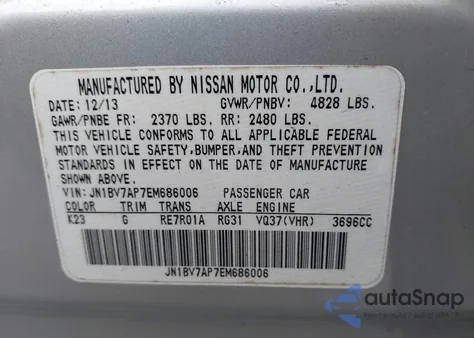 MANUFACTURED BY NISSAN MOTOR CO.,LTD.
DATE: 12/13 GVWR/PNBV: 4828 LBS.
GAWR/PNBE FR: 2370 LBS. RR: 2480 LBS.
THIS VEHICLE CONFORMS TO ALL APPLICABLE FEDERAL
MOTOR VEHICLE SAFETY,BUMPER,AND THEFT PREVENTION
STANDARDS IN EFFECT ON THE DATE OF MANUFACTURE
SHOWN ABOVE.
VIN: JN1BV7AP7EM686006 PASSENGER CAR
COLOR TRIM TRANS AXLE ENGINE
K23 G RE7R01A RG31 VQ37(VHR) 3696CC
JN1BV7AP7EM686006
autoSnap
Powered by AutoBidMaster